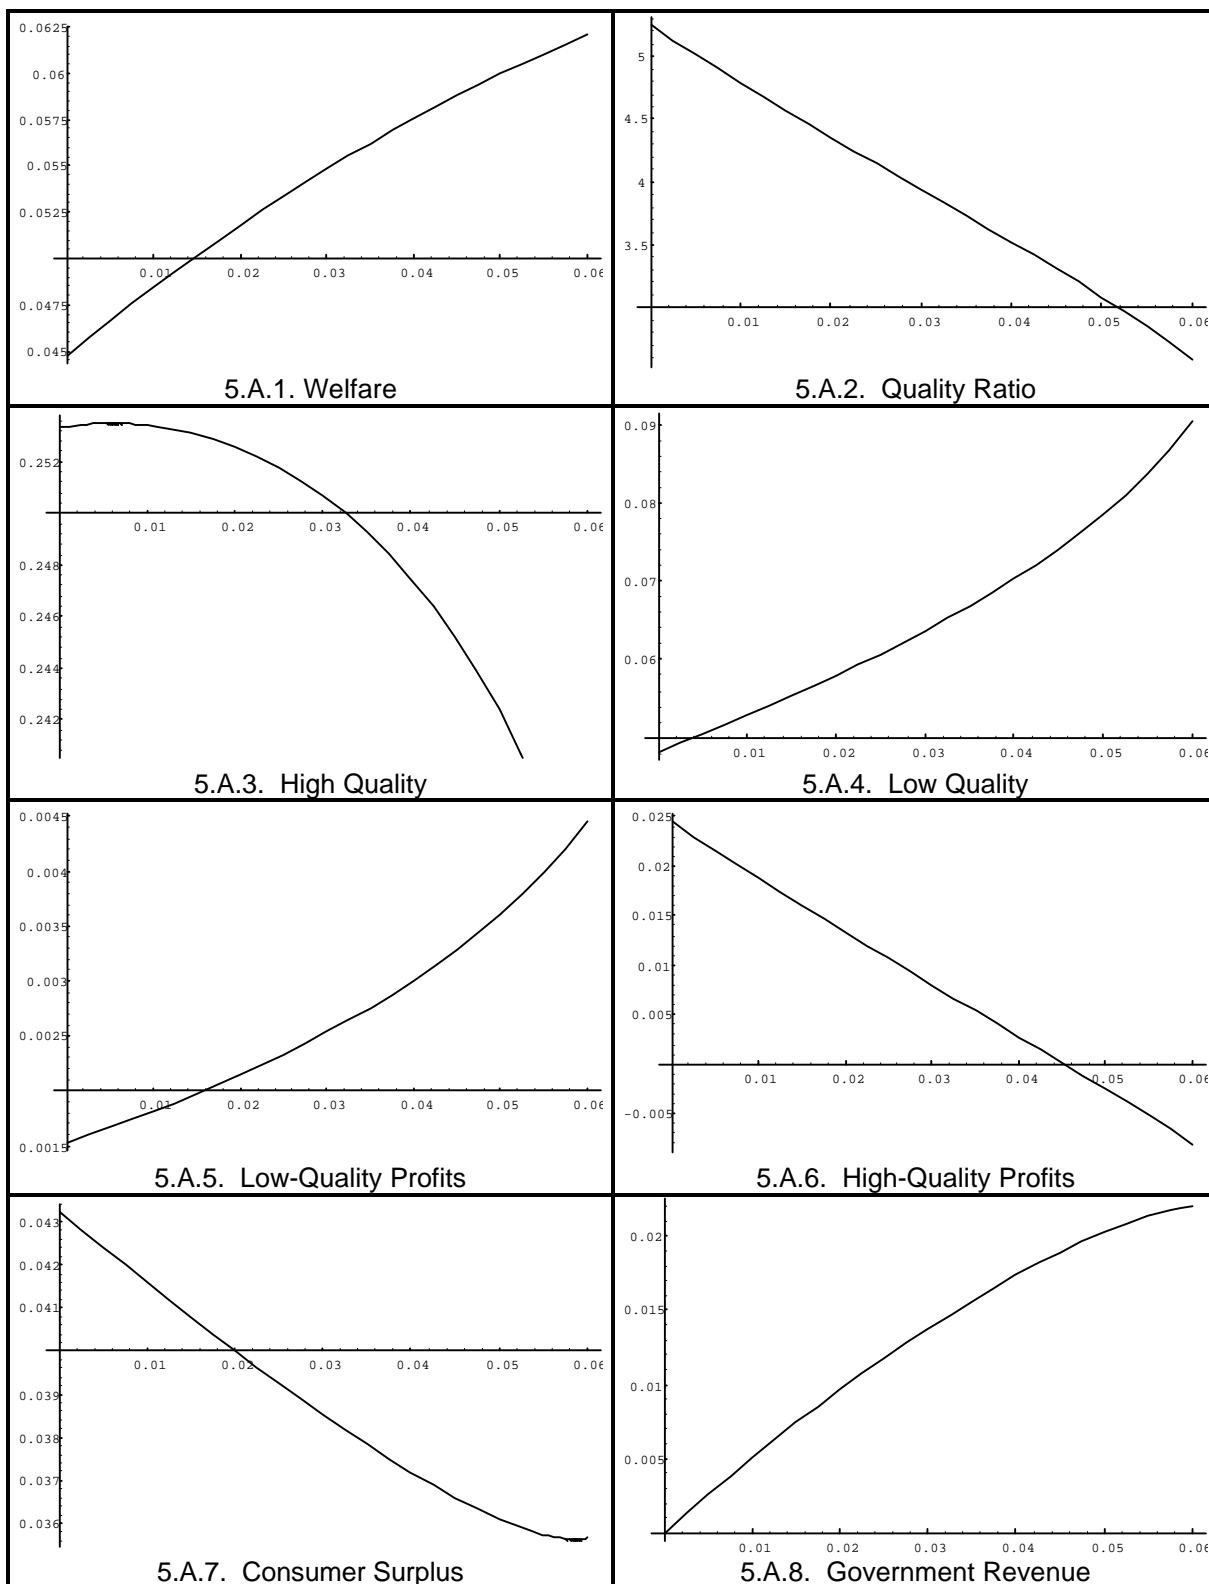 0.0625
0.06
0.0575
0.055
0.0525
0.01 0.02 0.03 0.04 0.05 0.06
0.0475
0.045
5.A.1. Welfare
5
4.5
4
3.5
0.01 0.02 0.03 0.04 0.05 0.06
5.A.2. Quality Ratio
0.252
0.01 0.02 0.03 0.04 0.05 0.06
0.248
0.246
0.244
0.242
5.A.3. High Quality
0.09
0.08
0.07
0.06
0.01 0.02 0.03 0.04 0.05 0.06
5.A.4. Low Quality
0.0045
0.004
0.0035
0.003
0.0025
0.01 0.02 0.03 0.04 0.05 0.06
0.0015
5.A.5. Low-Quality Profits
0.025
0.02
0.015
0.01
0.005
0.01 0.02 0.03 0.04 0.05 0.06
-0.005
5.A.6. High-Quality Profits
0.043
0.042
0.041
0.01 0.02 0.03 0.04 0.05 0.06
0.039
0.038
0.037
0.036
5.A.7. Consumer Surplus
0.02
0.015
0.01
0.005
0.01 0.02 0.03 0.04 0.05 0.06
5.A.8. Government Revenue